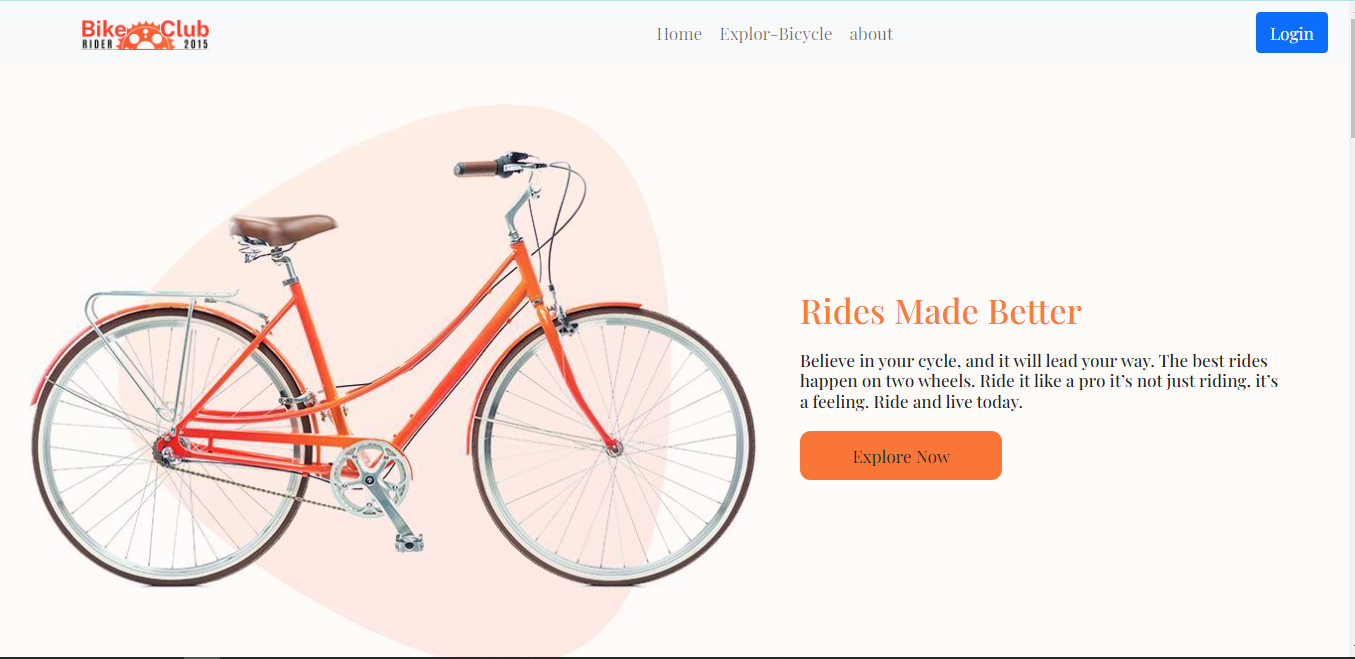 BikeClub
RIDER 2015
Home Explor-Bicycle about
Login
Rides Made Better
Believe in your cycle, and it will lead your way. The best rides
happen on two wheels. Ride it like a pro it’s not just riding, it’s
a feeling. Ride and live today.
Explore Now